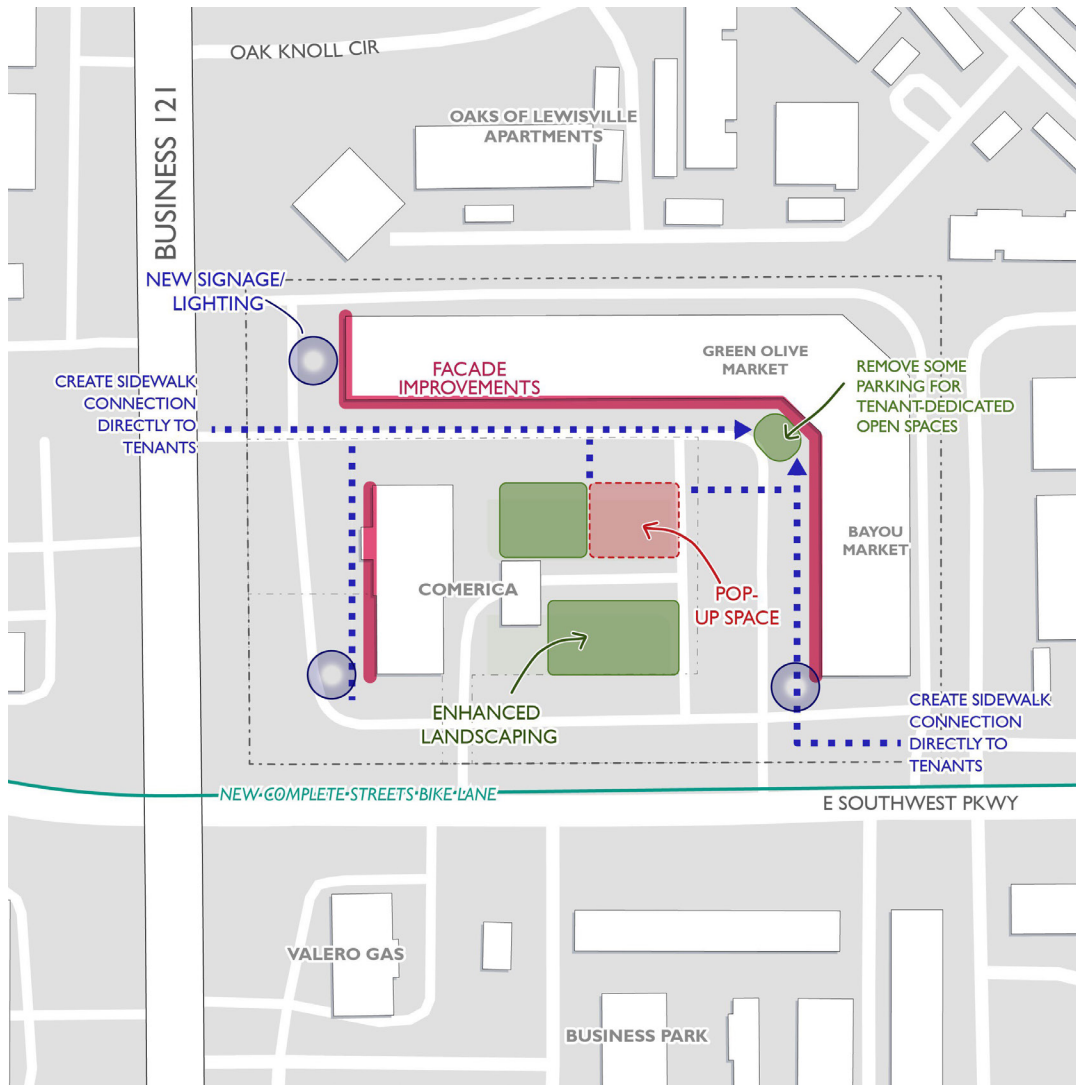 OAK KNOLL CIR
BUSINESS 121
OAKS OF LEWISVILLE
APARTMENTS
NEW SIGNAGE/
LIGHTING
GREEN OLIVE
MARKET
FACADE
IMPROVEMENTS
REMOVE SOME
PARKING FOR
TENANT-DEDICATED
OPEN SPACES
CREATE SIDEWALK
CONNECTION
DIRECTLY TO
TENANTS
BAYOU
MARKET
COMERICA
POP-
UP SPACE
ENHANCED
LANDSCAPING
CREATE SIDEWALK
CONNECTION
DIRECTLY TO
TENANTS
NEW COMPLETE STREETS BIKE LANE
E SOUTHWEST PKWY
VALERO GAS
BUSINESS PARK